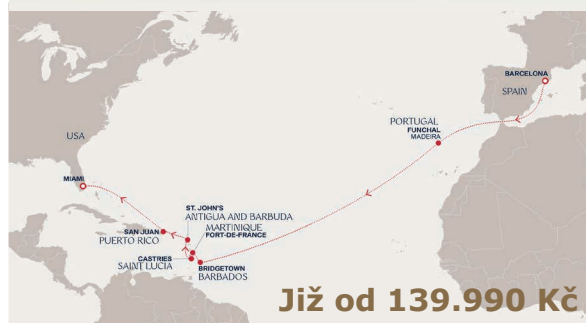 BARCELONA
SPAIN
PORTUGAL
FUNCHAL
MADEIRA
USA
MIAMI
ST. JOHN'S
ANTIGUA AND BARBUDA
MARTINIQUE
FORT-DE-FRANCE
SAN JUAN
PUERTO RICO
CASTRIES
SAINT LUCIA
BRIDGETOWN
BARBADOS
Již od 139.990 Kč